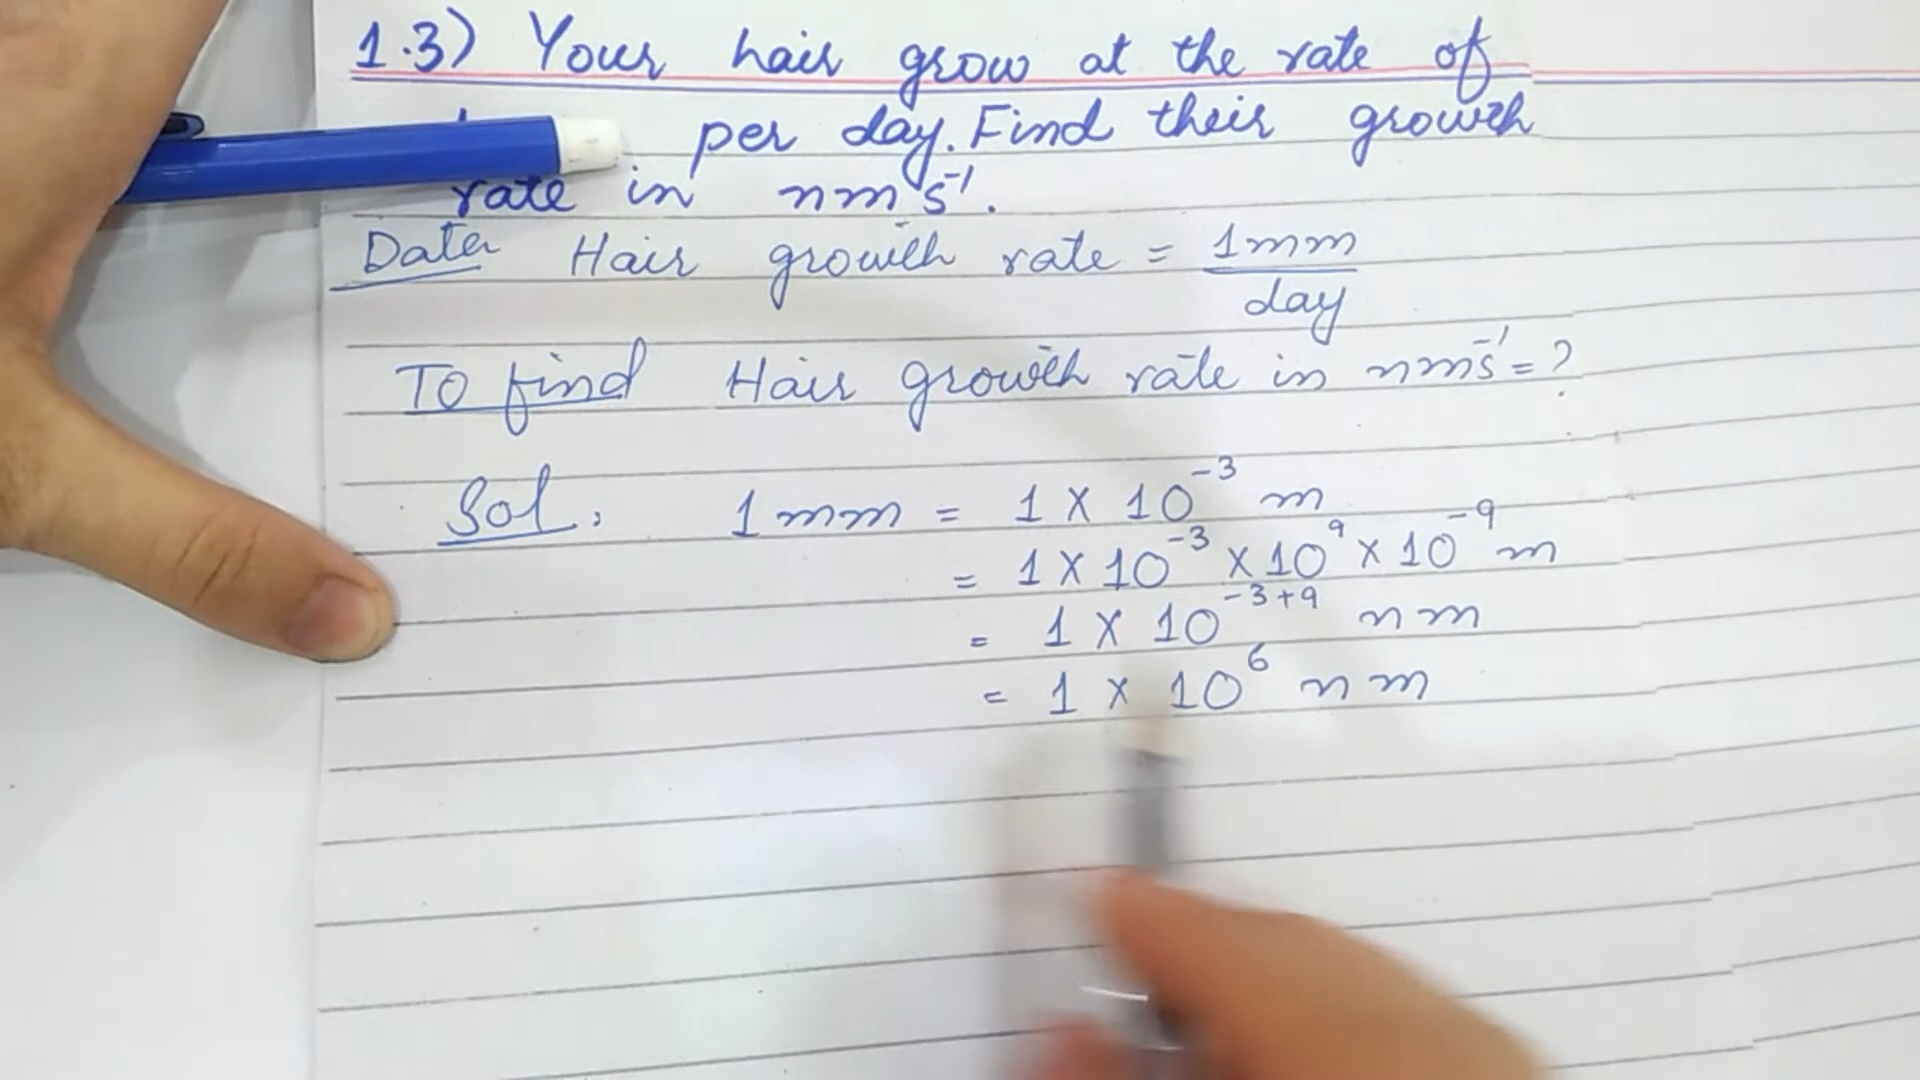 1.3) Your hair grow at the rate of
per day. Find their growth
rate in nms⁻¹.
Data Hair growth rate = 1mm
day
To find Hair growth rate in nms⁻¹ = ?
Sol, 1mm = 1 X 10⁻³ m
= 1 X 10⁻³ X 10⁹ X 10⁻⁹ m
= 1 X 10⁻³⁺⁹ nm
= 1 X 10⁶ nm